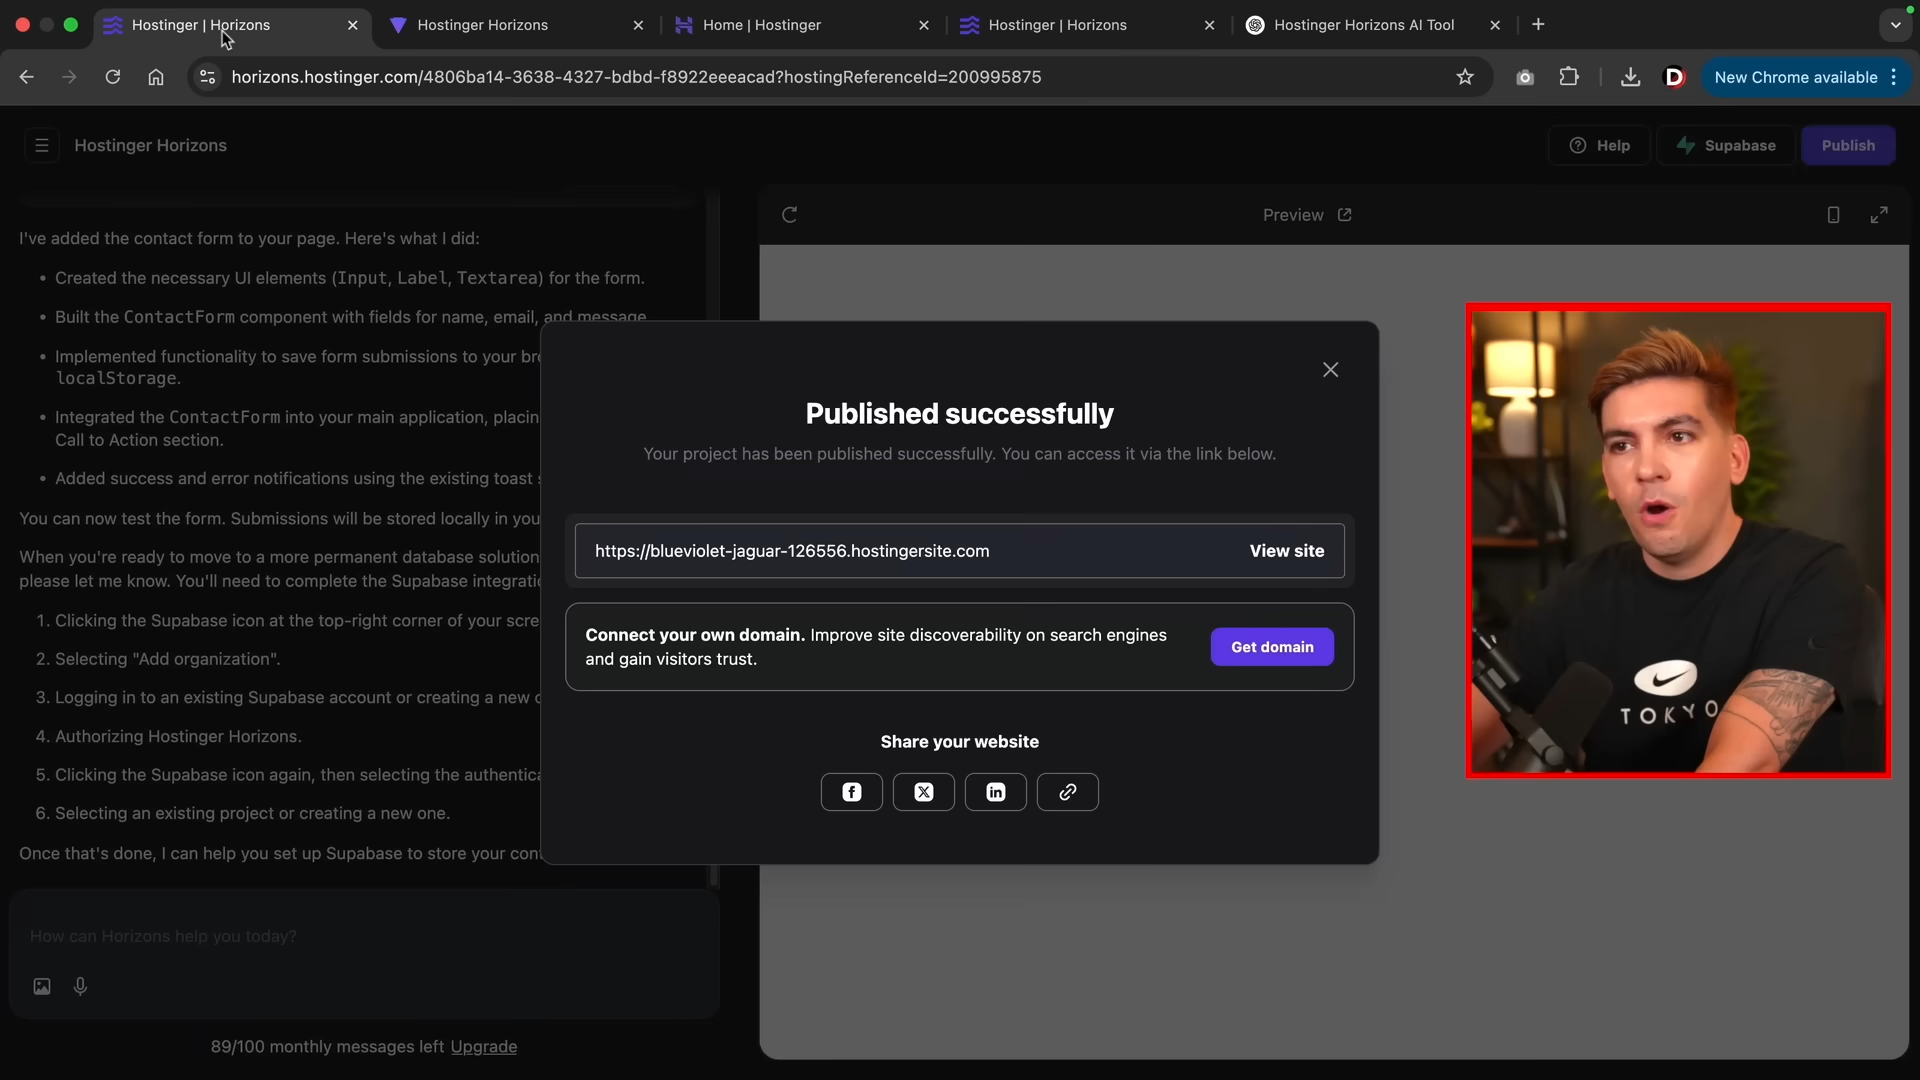 Hostinger | Horizons
Hostinger Horizons
Home | Hostinger
Hostinger | Horizons
Hostinger Horizons AI Tool
horizons.hostinger.com/4806ba14-3638-4327-bdbd-f8922eeeacad?hostingReferenceId=200995875
D
New Chrome available
Hostinger Horizons
Help
Supabase
Publish
Preview
I've added the contact form to your page. Here's what I did:
• Created the necessary UI elements (Input, Label, Textarea) for the form.
• Built the ContactForm component with fields for name, email, and message.
• Implemented functionality to save form submissions to your
localStorage.
• Integrated the ContactForm into your main application,
Call to Action section.
• Added success and error notifications using the existing toast
You can now test the form. Submissions will be stored locally in
When you're ready to move to a more permanent database solution
please let me know. You'll need to complete the Supabase
1. Clicking the Supabase icon at the top-right corner of your
2. Selecting "Add organization".
3. Logging in to an existing Supabase account or creating a new
4. Authorizing Hostinger Horizons.
5. Clicking the Supabase icon again, then selecting the
6. Selecting an existing project or creating a new one.
Once that's done, I can help you set up Supabase to store your
How can Horizons help you today?
89/100 monthly messages left Upgrade
Published successfully
Your project has been published successfully. You can access it via the link below.
https://blueviolet-jaguar-126556.hostingersite.com
View site
Connect your own domain. Improve site discoverability on search engines
and gain visitors trust.
Get domain
Share your website
TOKYO